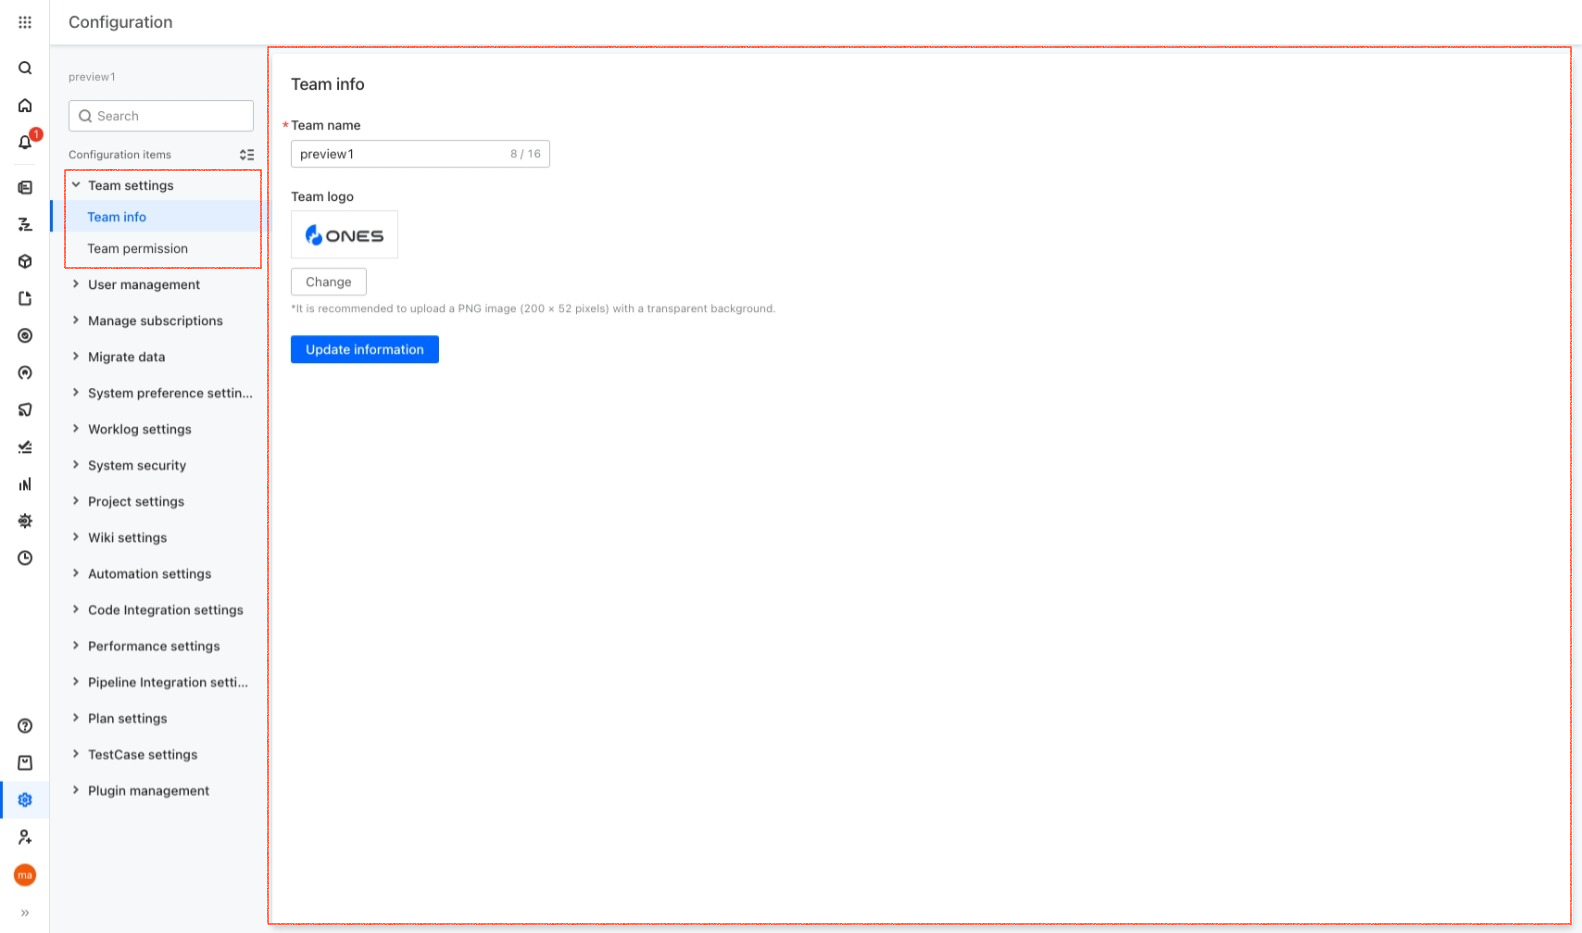 Configuration
1
preview1
Search
Configuration items
Team settings
Team info
Team permission
User management
Manage subscriptions
Migrate data
System preference settin...
Worklog settings
System security
Project settings
Wiki settings
Automation settings
Code Integration settings
Performance settings
Pipeline Integration setti...
Plan settings
TestCase settings
Plugin management
ma
Team info
* Team name
preview1 8 / 16
Team logo
ONES
Change
*It is recommended to upload a PNG image (200 × 52 pixels) with a transparent background.
Update information